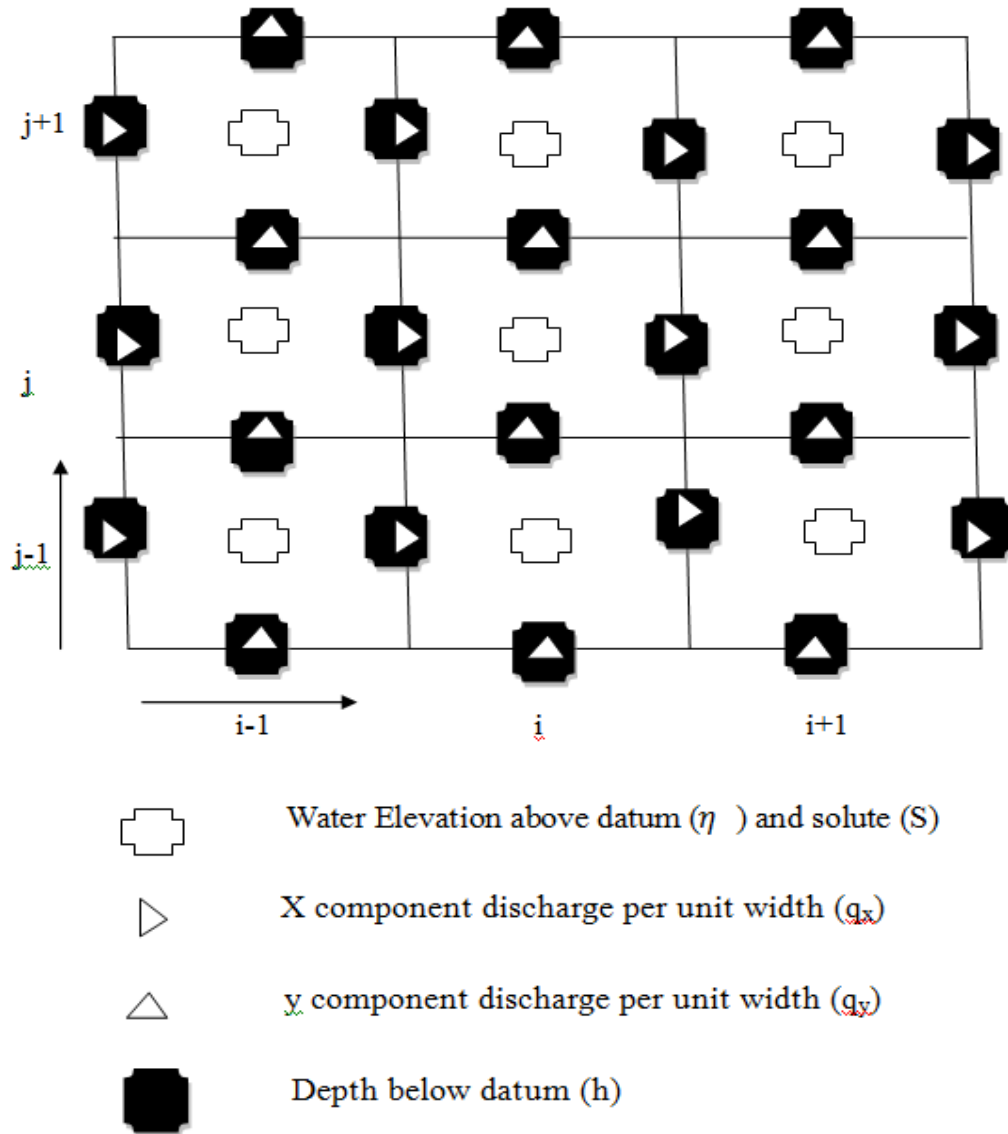 j+1
j
j-1
i-1 i i+1
Water Elevation above datum (η ) and solute (S)
X component discharge per unit width (qx)
y component discharge per unit width (qy)
Depth below datum (h)